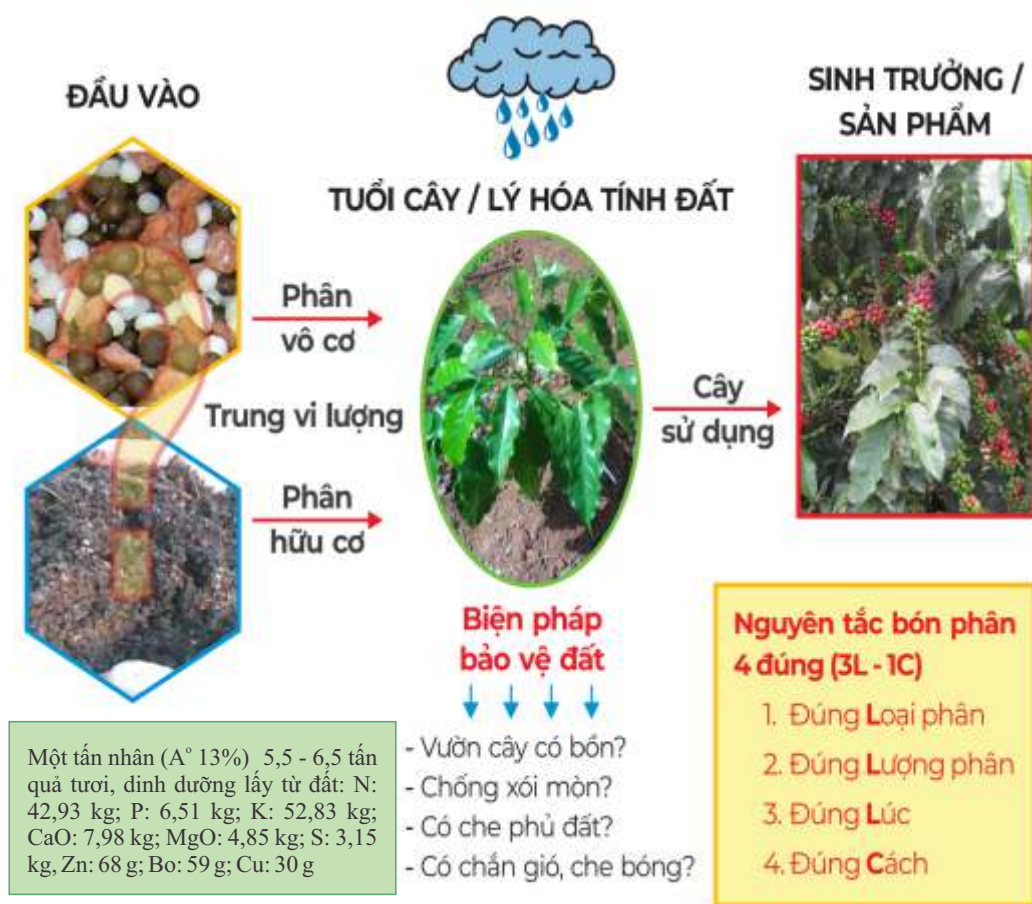 ĐẦU VÀO
SINH TRƯỞNG /
SẢN PHẨM
TUỔI CÂY / LÝ HÓA TÍNH ĐẤT
Phân
vô cơ
Trung vi lượng
Phân
hữu cơ
Cây
sử dụng
Biện pháp
bảo vệ đất
- Vườn cây có bồn?
- Chống xói mòn?
- Có che phủ đất?
- Có chắn gió, che bóng?
Một tấn nhân (A° 13%) 5,5 - 6,5 tấn
quả tươi, dinh dưỡng lấy từ đất: N:
42,93 kg; P: 6,51 kg; K: 52,83 kg;
CaO: 7,98 kg; MgO: 4,85 kg; S: 3,15
kg, Zn: 68 g; Bo: 59 g; Cu: 30 g
Nguyên tắc bón phân
4 đúng (3L - 1C)
1. Đúng Loại phân
2. Đúng Lượng phân
3. Đúng Lúc
4. Đúng Cách